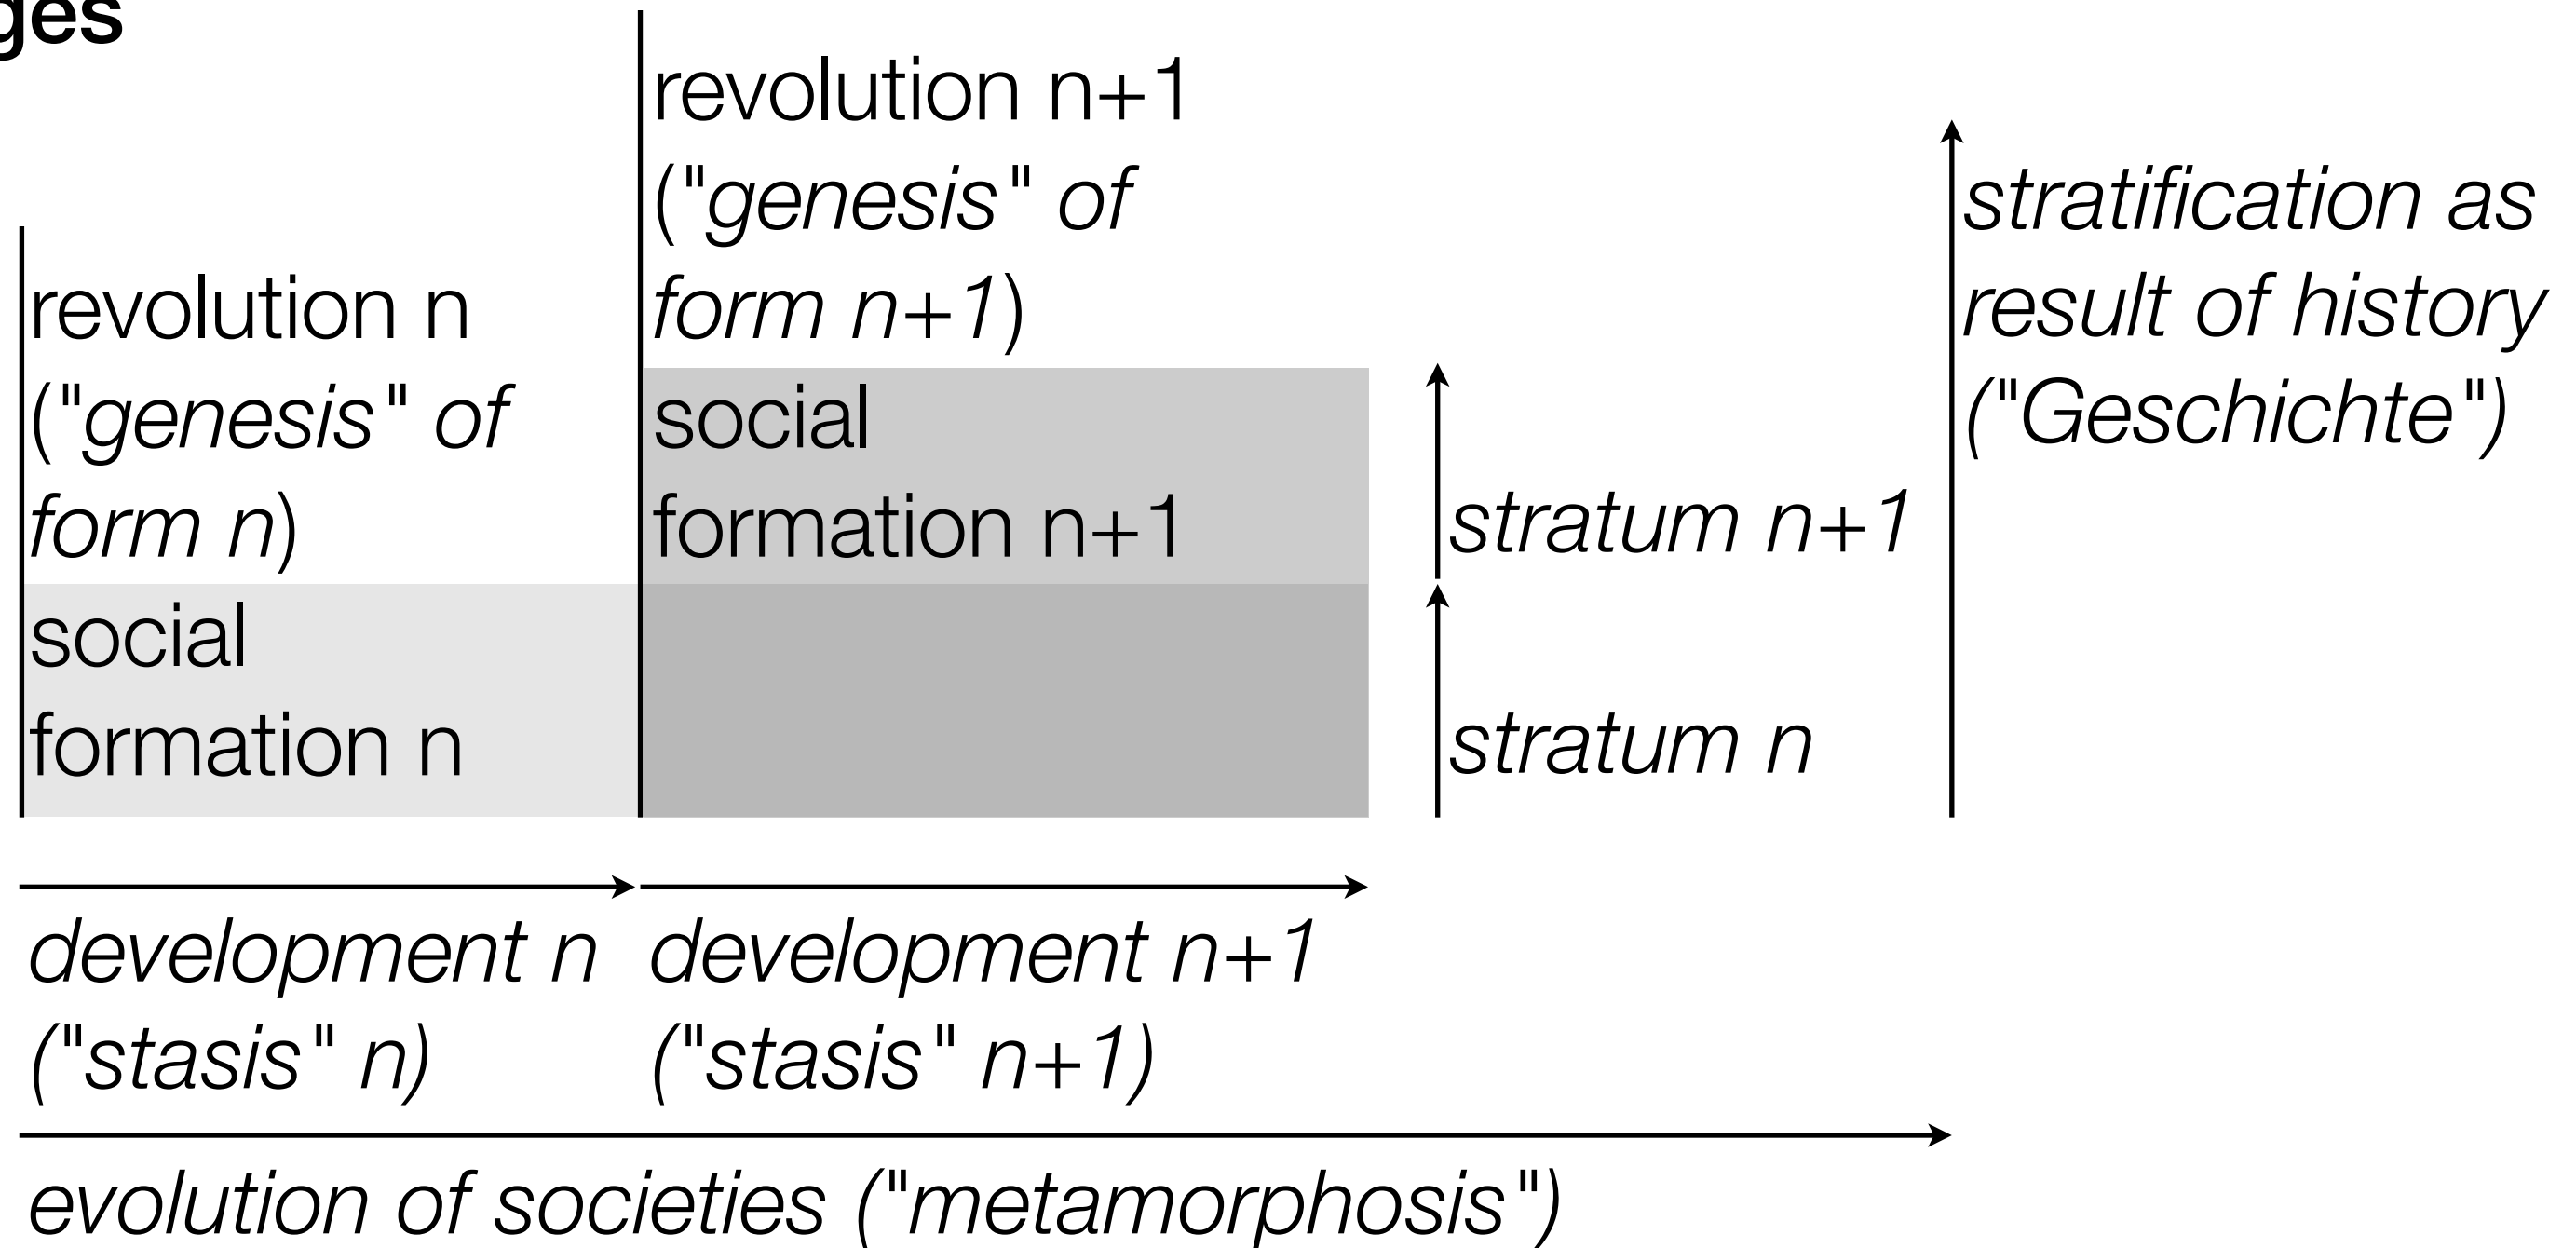 ges
revolution n+1
("genesis" of
form n+1)
revolution n
("genesis" of
form n)
social
formation n+1
social
formation n
stratum n+1
stratum n
stratification as
result of history
("Geschichte")
development n
("stasis" n)
development n+1
("stasis" n+1)
evolution of societies ("metamorphosis")